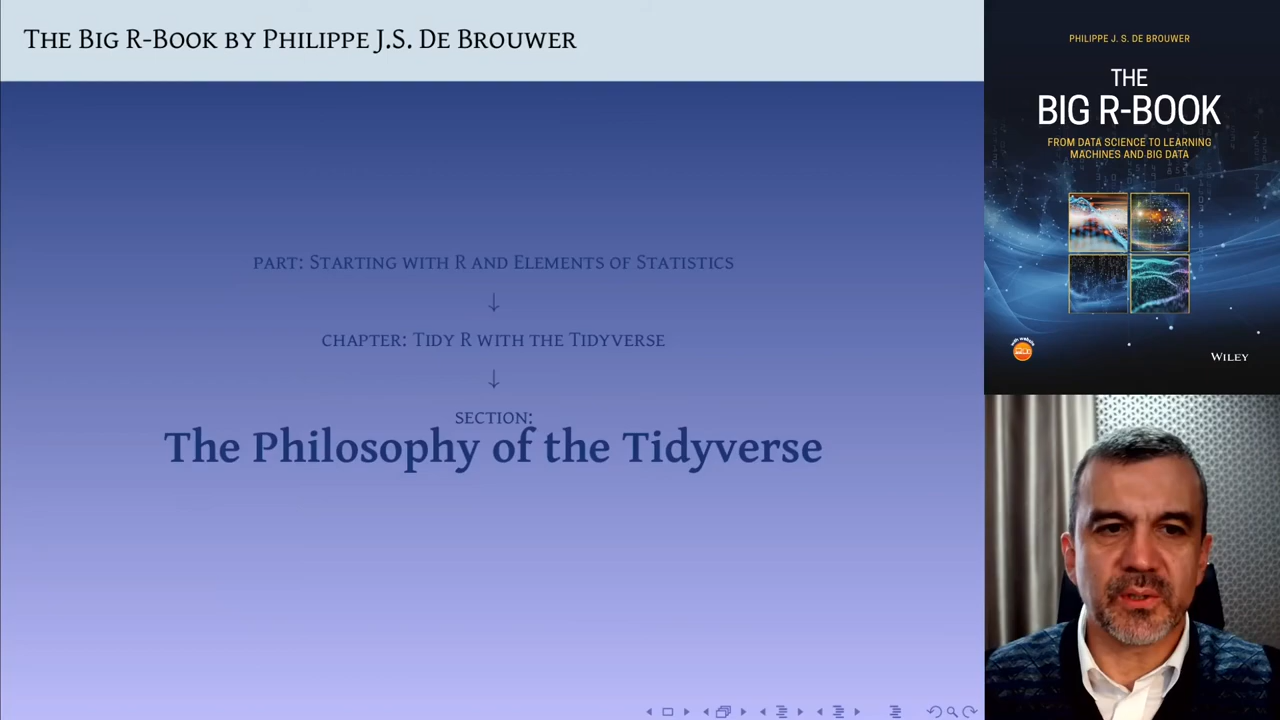 The Big R-Book by Philippe J.S. De Brouwer
part: Starting with R and Elements of Statistics
↓
chapter: Tidy R with the Tidyverse
↓
section:
The Philosophy of the Tidyverse
PHILIPPE J. S. DE BROUWER
THE
BIG R-BOOK
FROM DATA SCIENCE TO LEARNING
MACHINES AND BIG DATA
WILEY